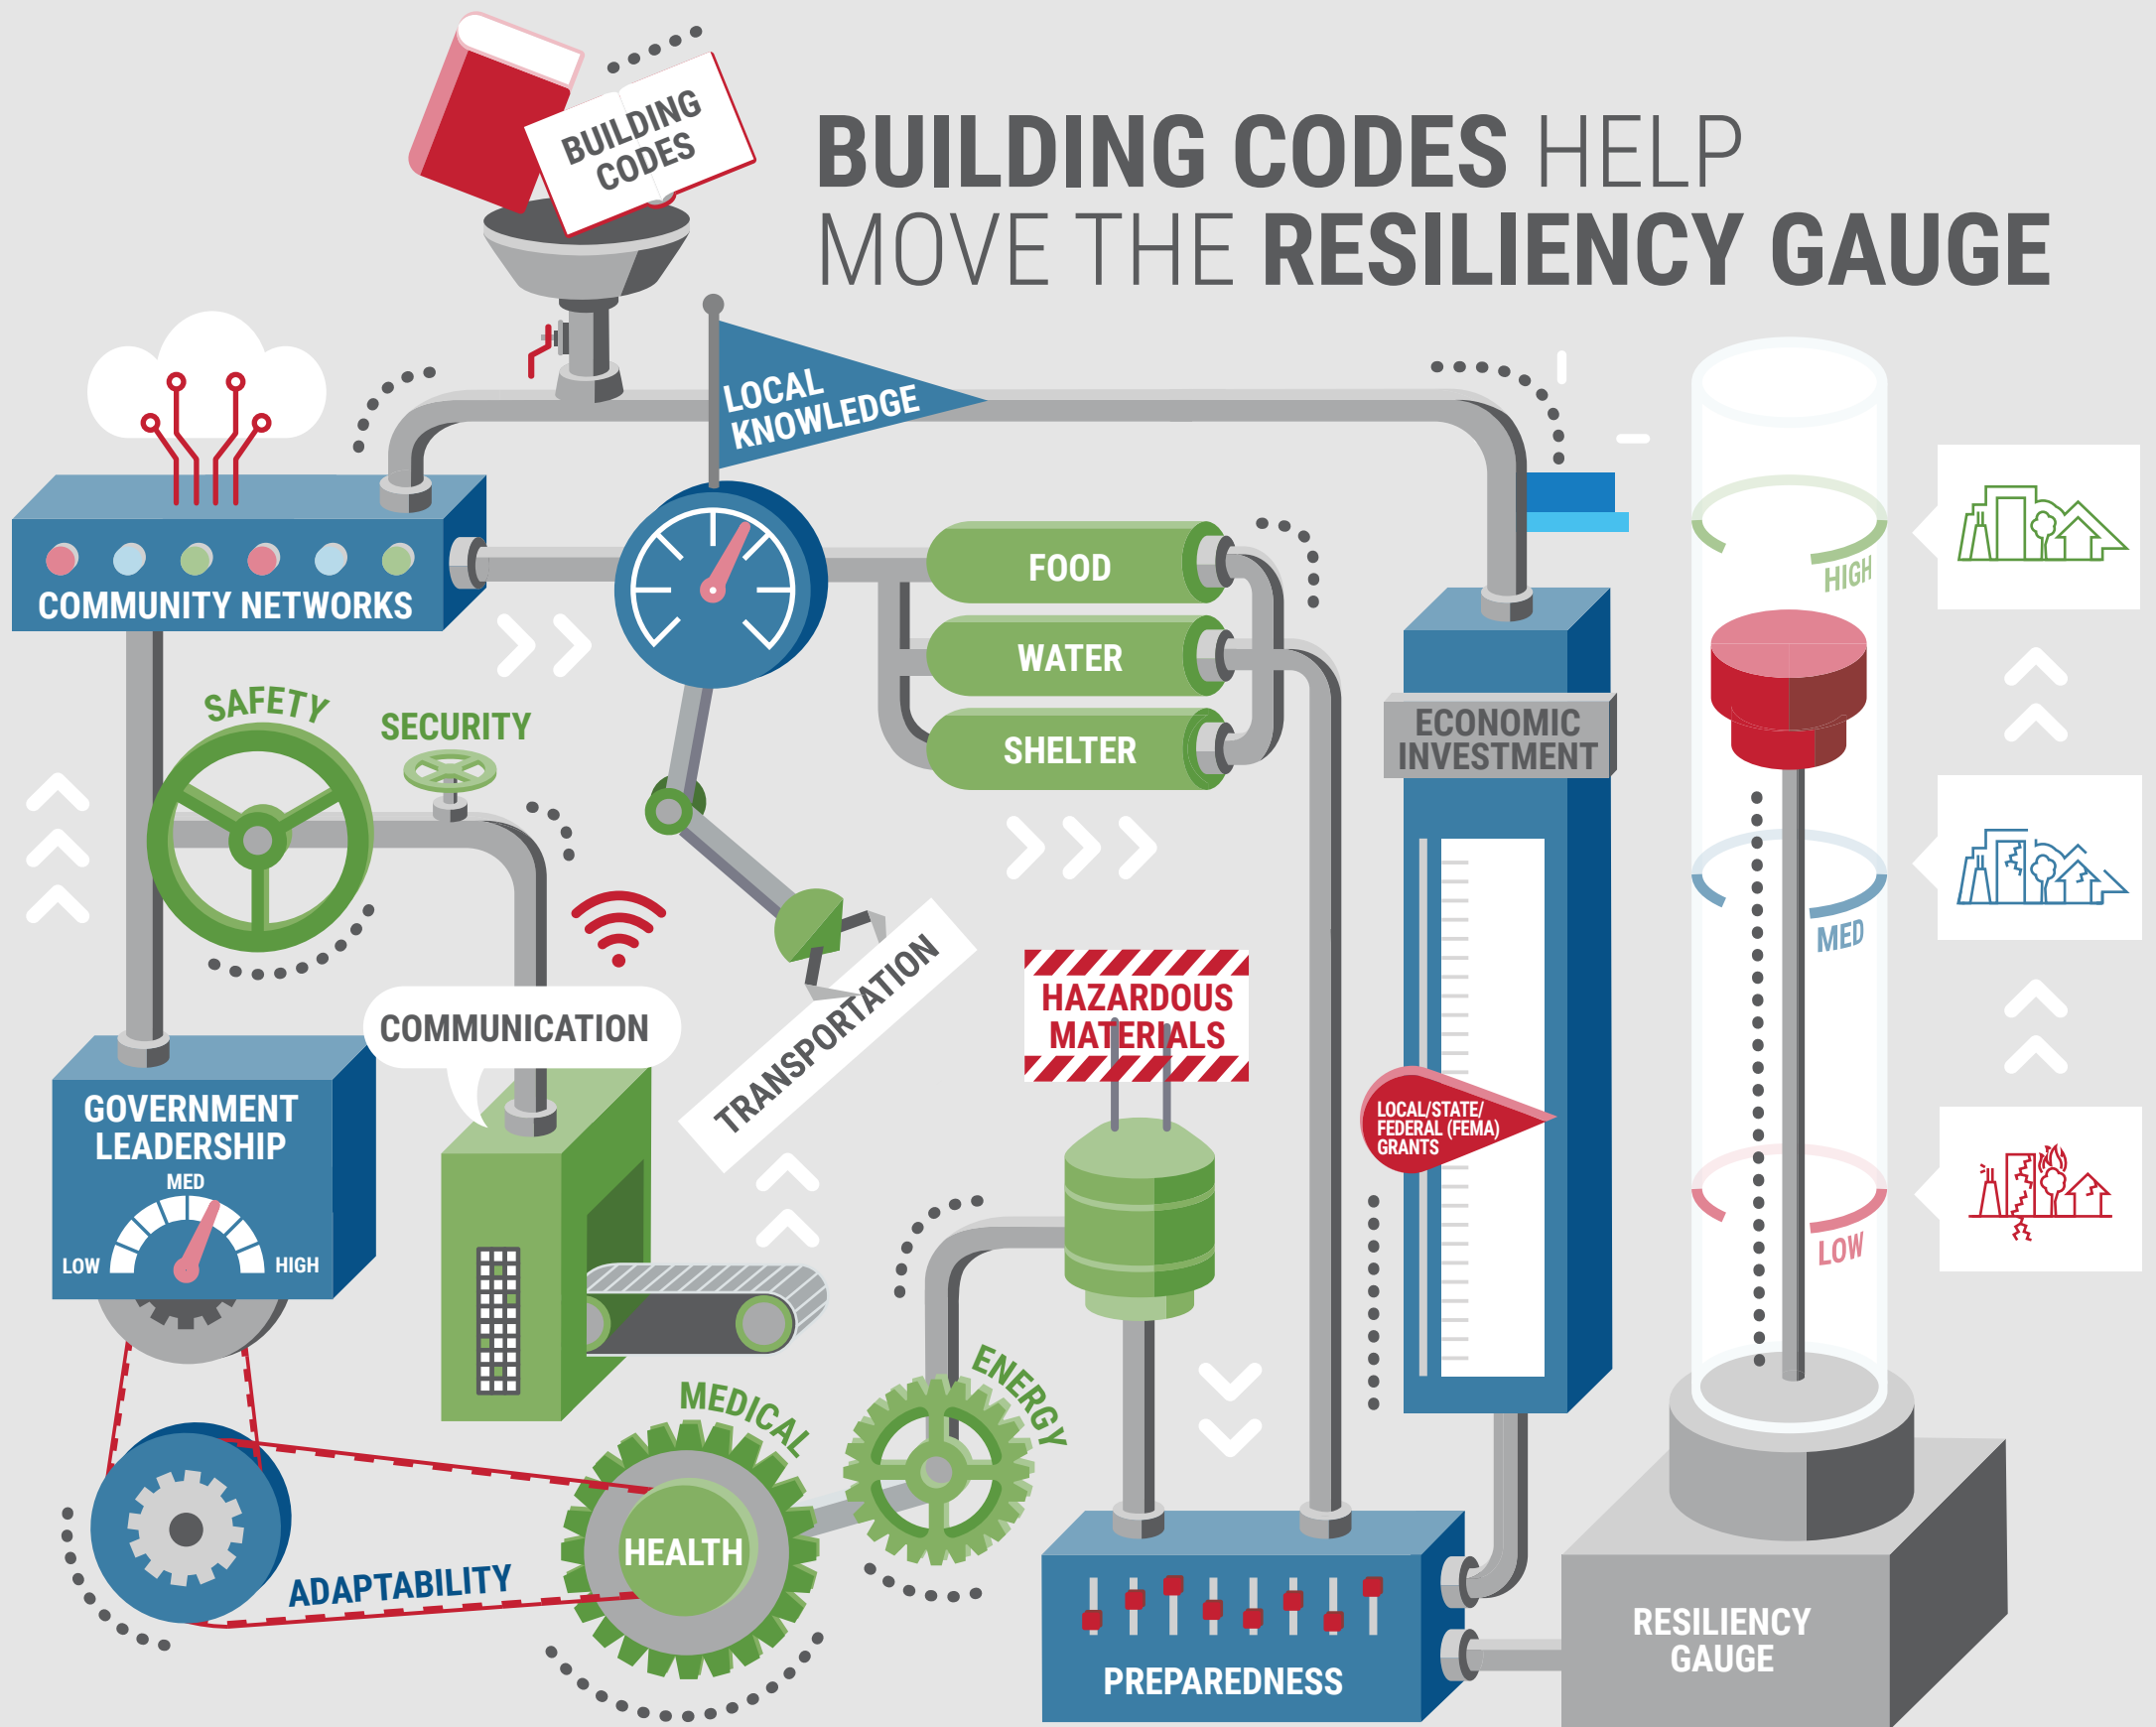 BUILDING
CODES
BUILDING CODES HELP
MOVE THE RESILIENCY GAUGE
LOCAL
KNOWLEDGE
COMMUNITY NETWORKS
FOOD
WATER
SHELTER
HIGH
SAFETY
SECURITY
ECONOMIC
INVESTMENT
MED
COMMUNICATION
TRANSPORTATION
HAZARDOUS
MATERIALS
GOVERNMENT
LEADERSHIP
MED
LOW
HIGH
LOCAL/STATE/
FEDERAL (FEMA)
GRANTS
LOW
MEDICAL
ENERGY
HEALTH
ADAPTABILITY
PREPAREDNESS
RESILIENCY
GAUGE